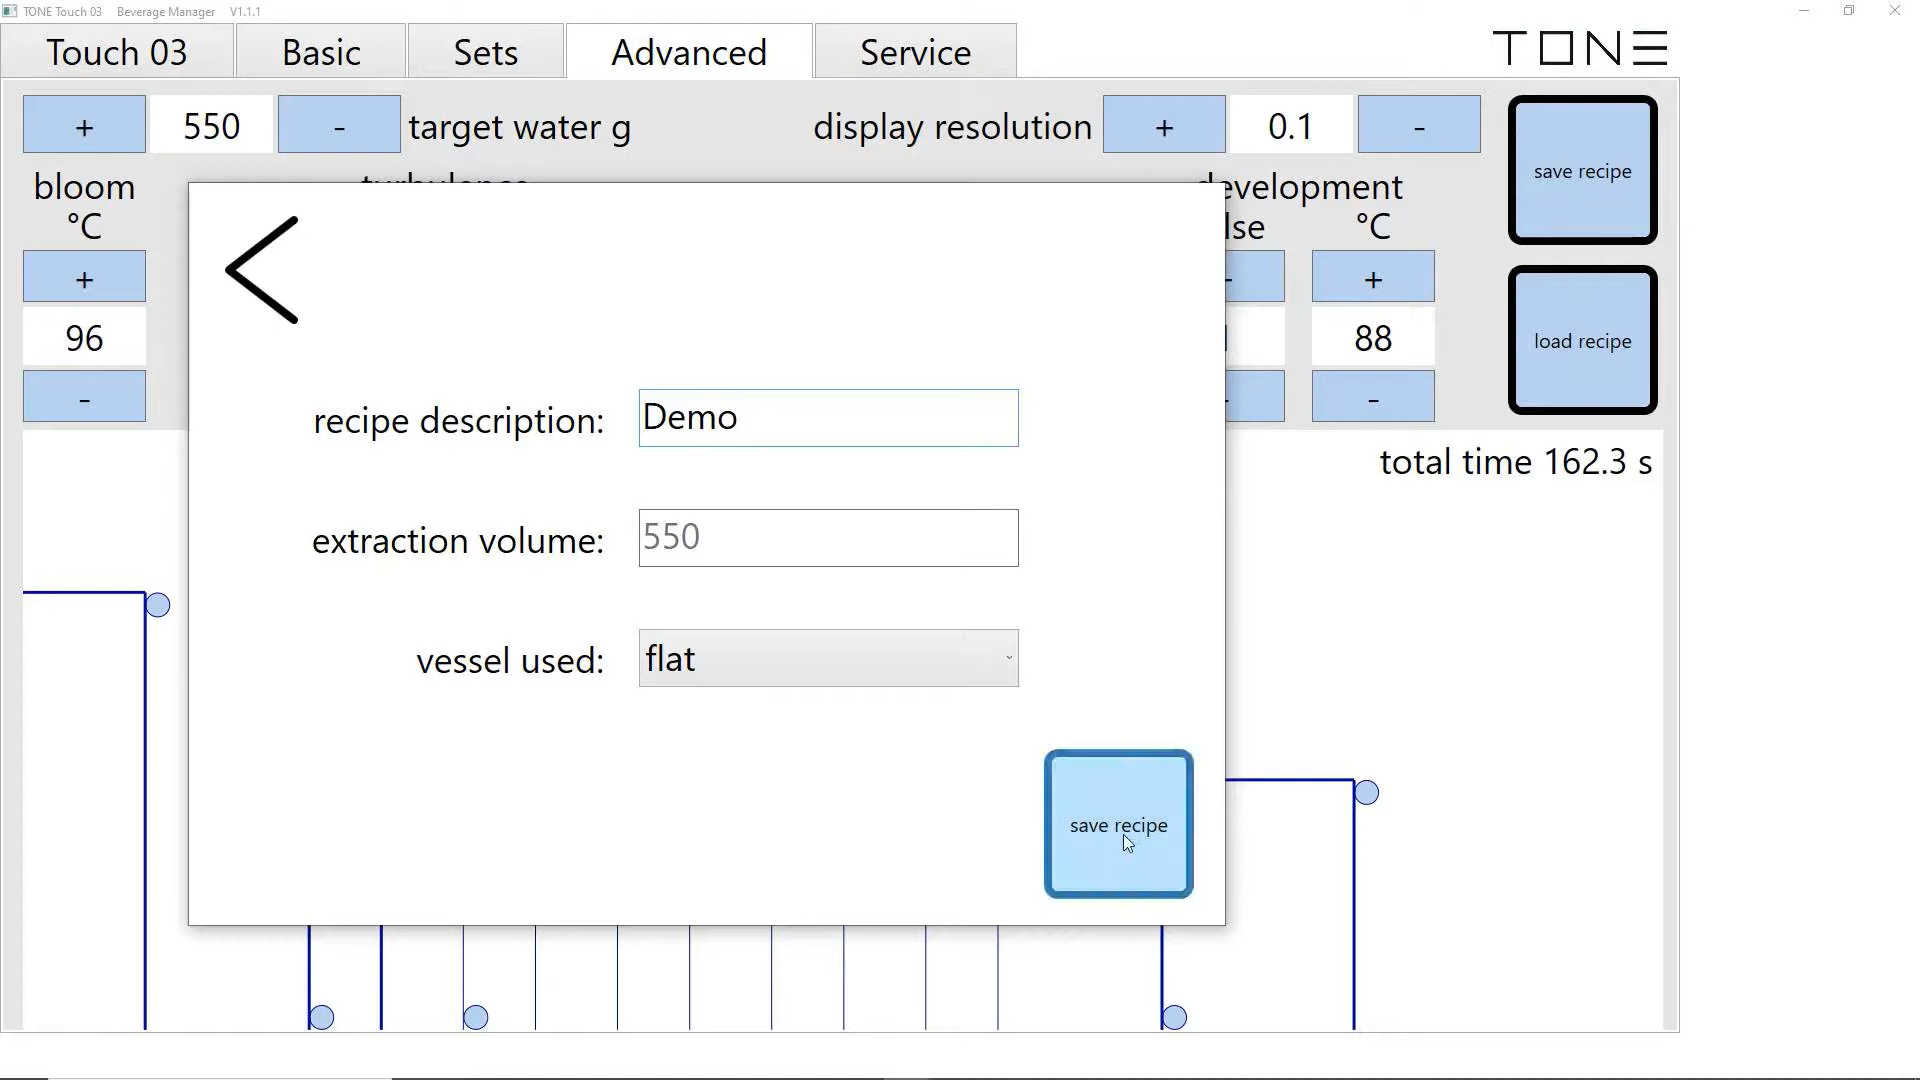 TONE Touch 03 Beverage Manager V1.1.1
Touch 03 Basic Sets Advanced Service TONE
+ 550 - target water g display resolution + 0.1 -
save recipe
bloom development
°C °C
+ +
96 88
- -
load recipe
total time 162.3 s
recipe description: Demo
extraction volume: 550
vessel used: flat
save recipe